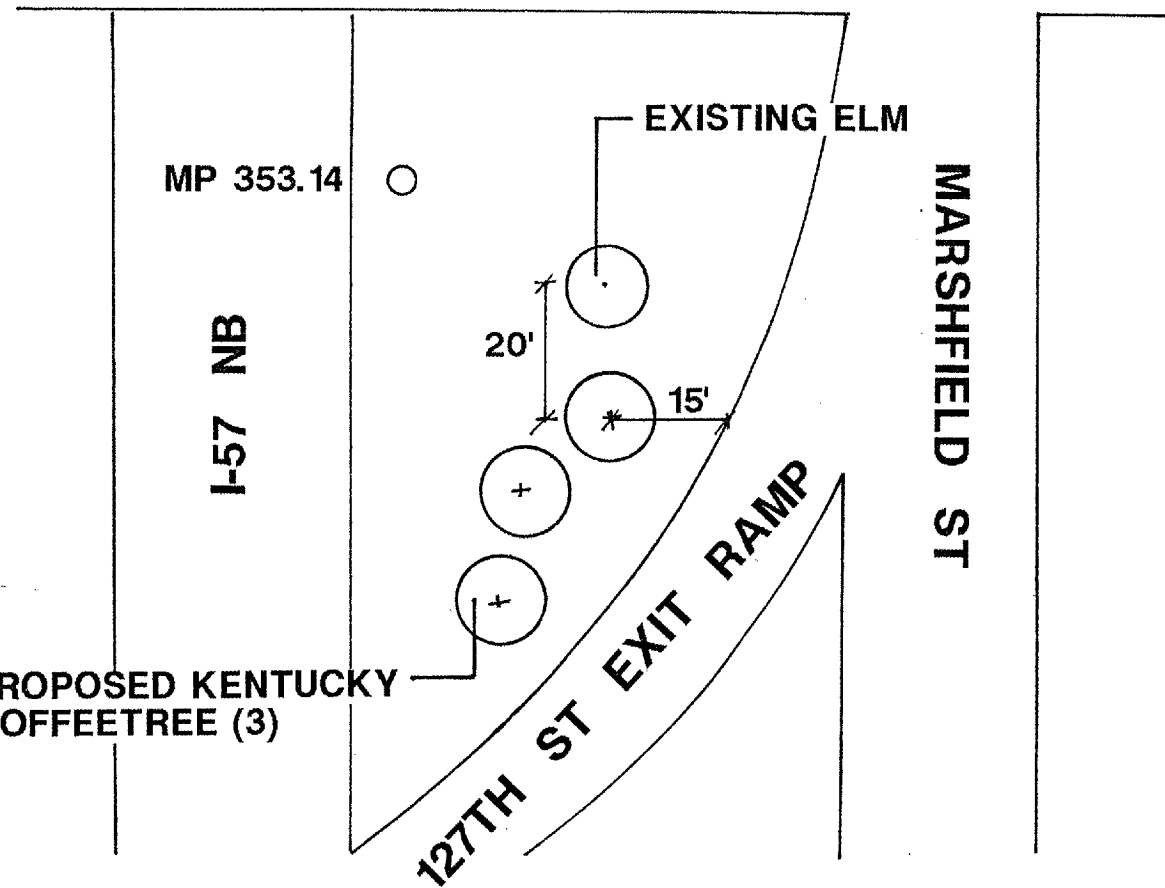 EXISTING ELM
MP 353.14
MARSHFIELD ST
I-57 NB
20'
15'
127TH ST EXIT RAMP
ROPOSED KENTUCKY
OFFEETREE (3)